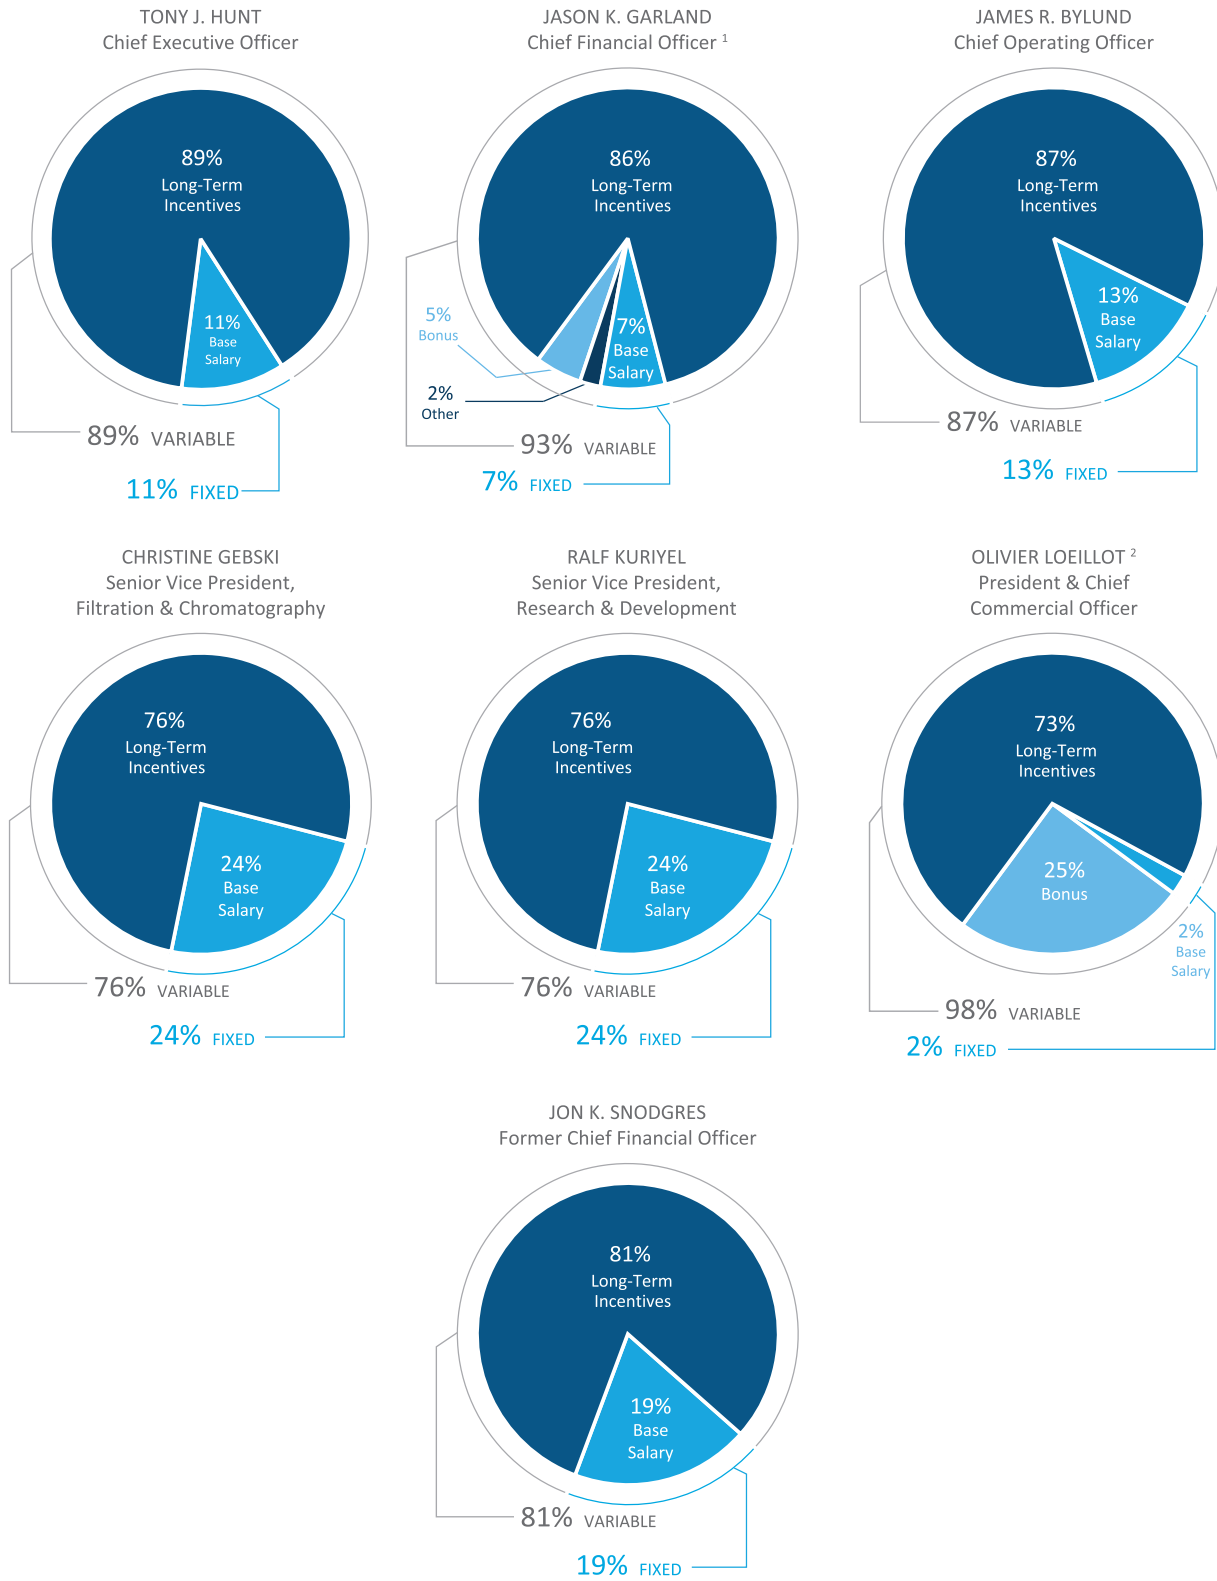 TONY J. HUNT
Chief Executive Officer
89%
Long-Term
Incentives
11%
Base
Salary
89% VARIABLE
11% FIXED
JASON K. GARLAND
Chief Financial Officer 1
86%
Long-Term
Incentives
5%
Bonus
2%
Other
7%
Base
Salary
93% VARIABLE
7% FIXED
JAMES R. BYLUND
Chief Operating Officer
87%
Long-Term
Incentives
13%
Base
Salary
87% VARIABLE
13% FIXED
CHRISTINE GEBSKI
Senior Vice President,
Filtration & Chromatography
76%
Long-Term
Incentives
24%
Base
Salary
76% VARIABLE
24% FIXED
RALF KURIYEL
Senior Vice President,
Research & Development
76%
Long-Term
Incentives
24%
Base
Salary
76% VARIABLE
24% FIXED
OLIVIER LOEILLOT 2
President & Chief
Commercial Officer
73%
Long-Term
Incentives
25%
Bonus
2%
Base
Salary
98% VARIABLE
2% FIXED
JON K. SNODGRES
Former Chief Financial Officer
81%
Long-Term
Incentives
19%
Base
Salary
81% VARIABLE
19% FIXED